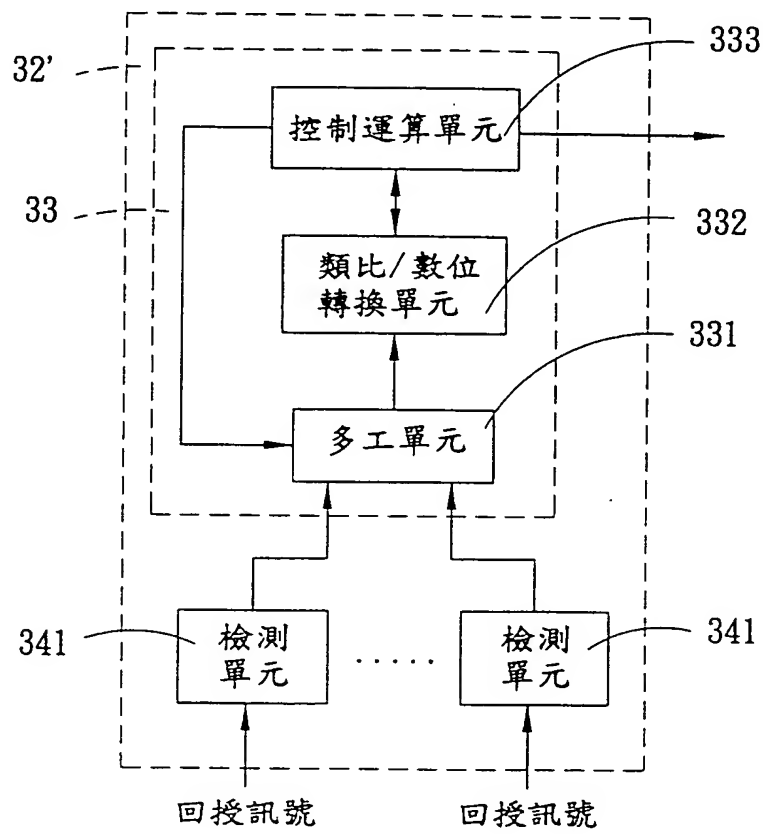 32'
333
控制運算單元
33
332
類比/數位
轉換單元
331
多工單元
341
檢測
單元
.....
檢測
單元
341
回授訊號
回授訊號